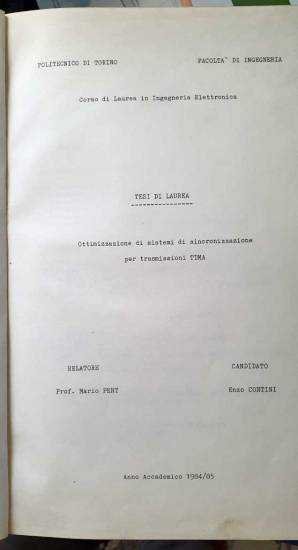 POLITECNICO DI TORINO FACOLTA` DI INGEGNERIA
Corso di Laurea in Ingegneria Elettronica
TESI DI LAUREA
----------------
Ottimizzazione di sistemi di sincronizzazione
per trasmissioni TDMA
RELATORE CANDIDATO
Prof. Mario PENT Enzo CONTINI
Anno Accademico 1984/85